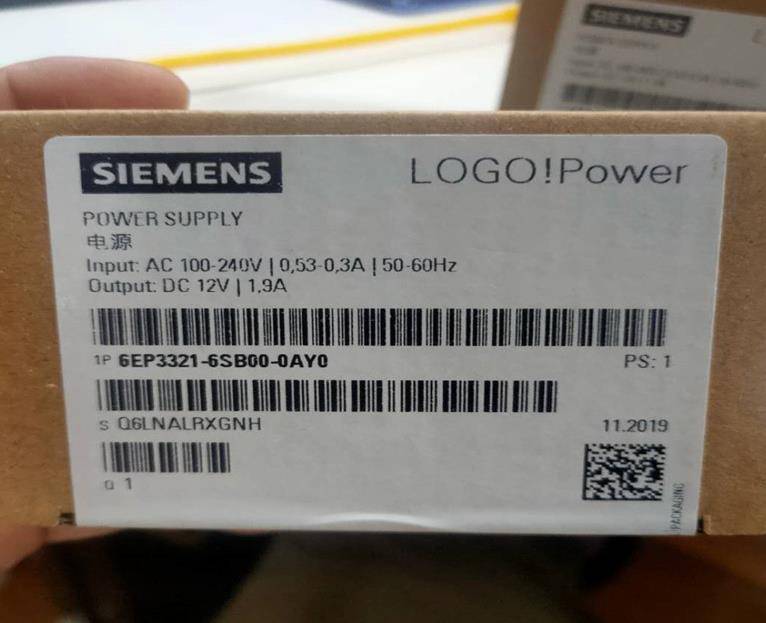 SIEMENS
SIEMENS
LOGO!Power
POWER SUPPLY
电源
Input: AC 100-240V | 0,53-0,3A | 50-60Hz
Output: DC 12V | 1,9A
1P 6EP3321-6SB00-0AY0
PS: 1
S Q6LNALRXGNH
11.2019
Q 1
PACKAGING